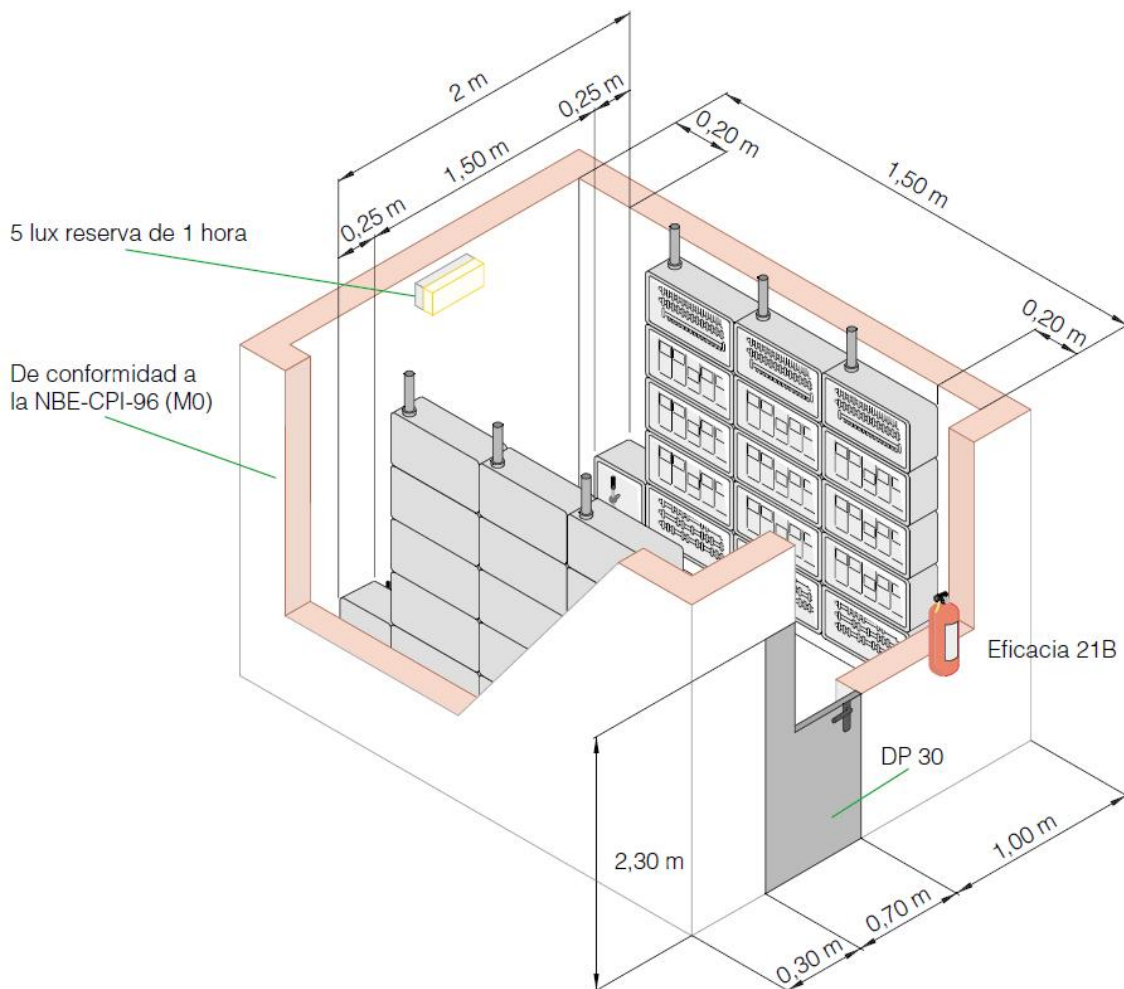 2 m
0,25 m
1,50 m
0,25 m
0,20 m
1,50 m
5 lux reserva de 1 hora
0,20 m
De conformidad a
la NBE-CPI-96 (M0)
Eficacia 21B
DP 30
2,30 m
1,00 m
0,70 m
0,30 m